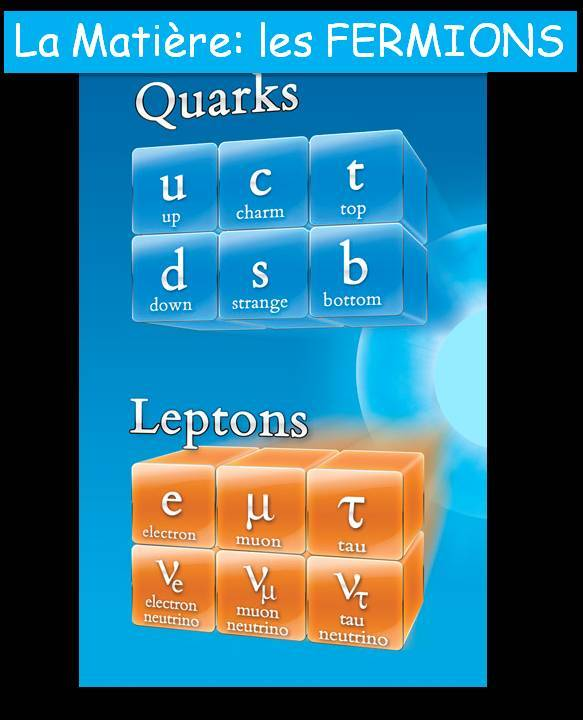 La Matière: les FERMIONS
Quarks
u c t
up charm top
d s b
down strange bottom
Leptons
e μ τ
electron muon tau
νe νμ ντ
electron neutrino muon neutrino tau neutrino